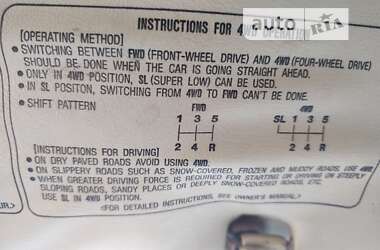 INSTRUCTIONS FOR 4WD OPERATION
auto RIA
[OPERATING METHOD]
• SWITCHING BETWEEN FWD (FRONT-WHEEL DRIVE) AND 4WD (FOUR-WHEEL DRIVE)
SHOULD BE DONE WHEN THE CAR IS GOING STRAIGHT AHEAD.
• ONLY IN 4WD POSITION, SL (SUPER LOW) CAN BE USED.
• IN SL POSITON, SWITCHING FROM 4WD TO FWD CAN'T BE DONE.
• SHIFT PATTERN
FWD 4WD
1 3 5 SL 1 3 5
2 4 2 4 R
[INSTRUCTIONS FOR DRIVING]
• ON DRY PAVED ROADS AVOID USING 4WD.
• ON SLIPPERY ROADS SUCH AS SNOW-COVERED, FROZEN AND MUDDY ROADS, USE 4WD.
• WHEN GREATER DRIVING FORCE IS REQUIRED FOR STARTING OR DRIVING ON STEEPLY
SLOPING ROADS, SANDY PLACES OR DEEPLY SNOW-COVERED ROADS, ETC.
USE SL IN 4WD POSITION.
<FOR DETAILED INSTRUCTIONS, SEE OWNER'S MANUAL.>
UR.>